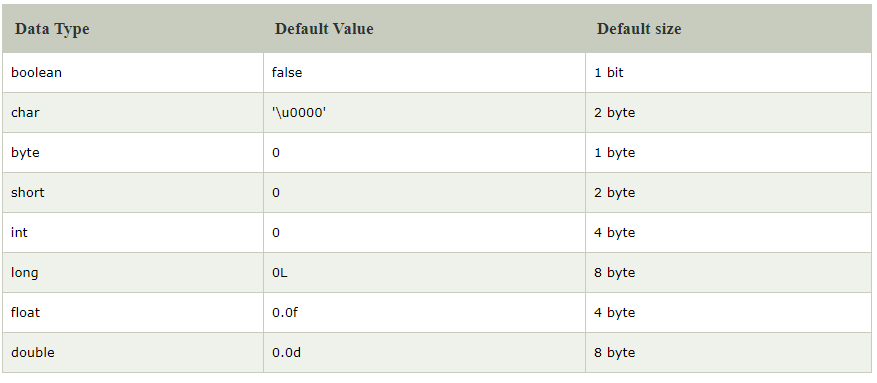 Data Type Default Value Default size
boolean false 1 bit
char '\u0000' 2 byte
byte 0 1 byte
short 0 2 byte
int 0 4 byte
long 0L 8 byte
float 0.0f 4 byte
double 0.0d 8 byte